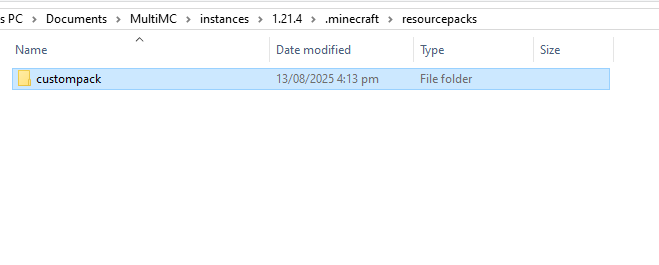 s PC > Documents > MultiMC > instances > 1.21.4 > .minecraft > resourcepacks
Name Date modified Type Size
custompack 13/08/2025 4:13 pm File folder